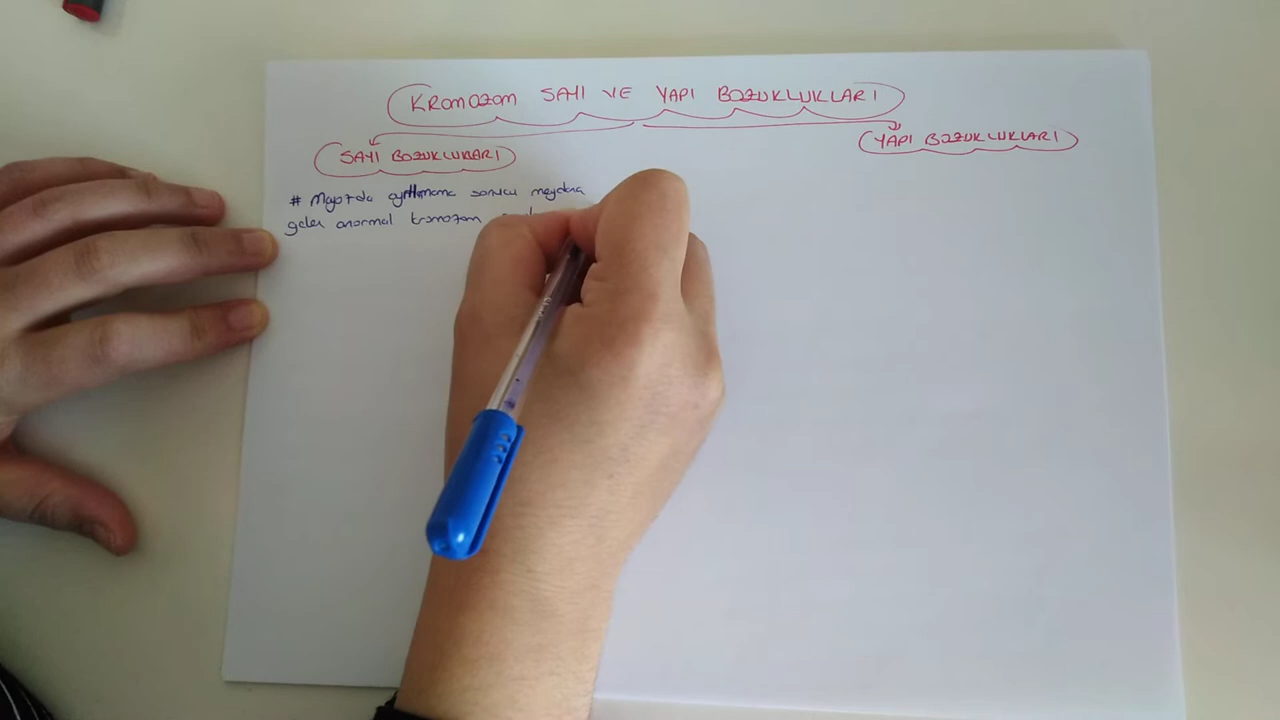 KROMOZOM SAYI VE YAPI BOZUKLUKLARI
SAYI BOZUKLUKLARI
YAPI BOZUKLUKLARI
# Mayozda ayrılmama sonucu meydana
gelen anormal kromozom